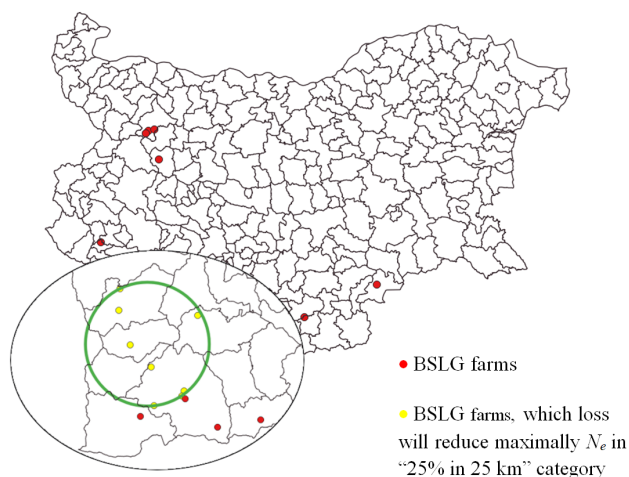 BSLG farms
BSLG farms, which loss
will reduce maximally Ne in
“25% in 25 km” category